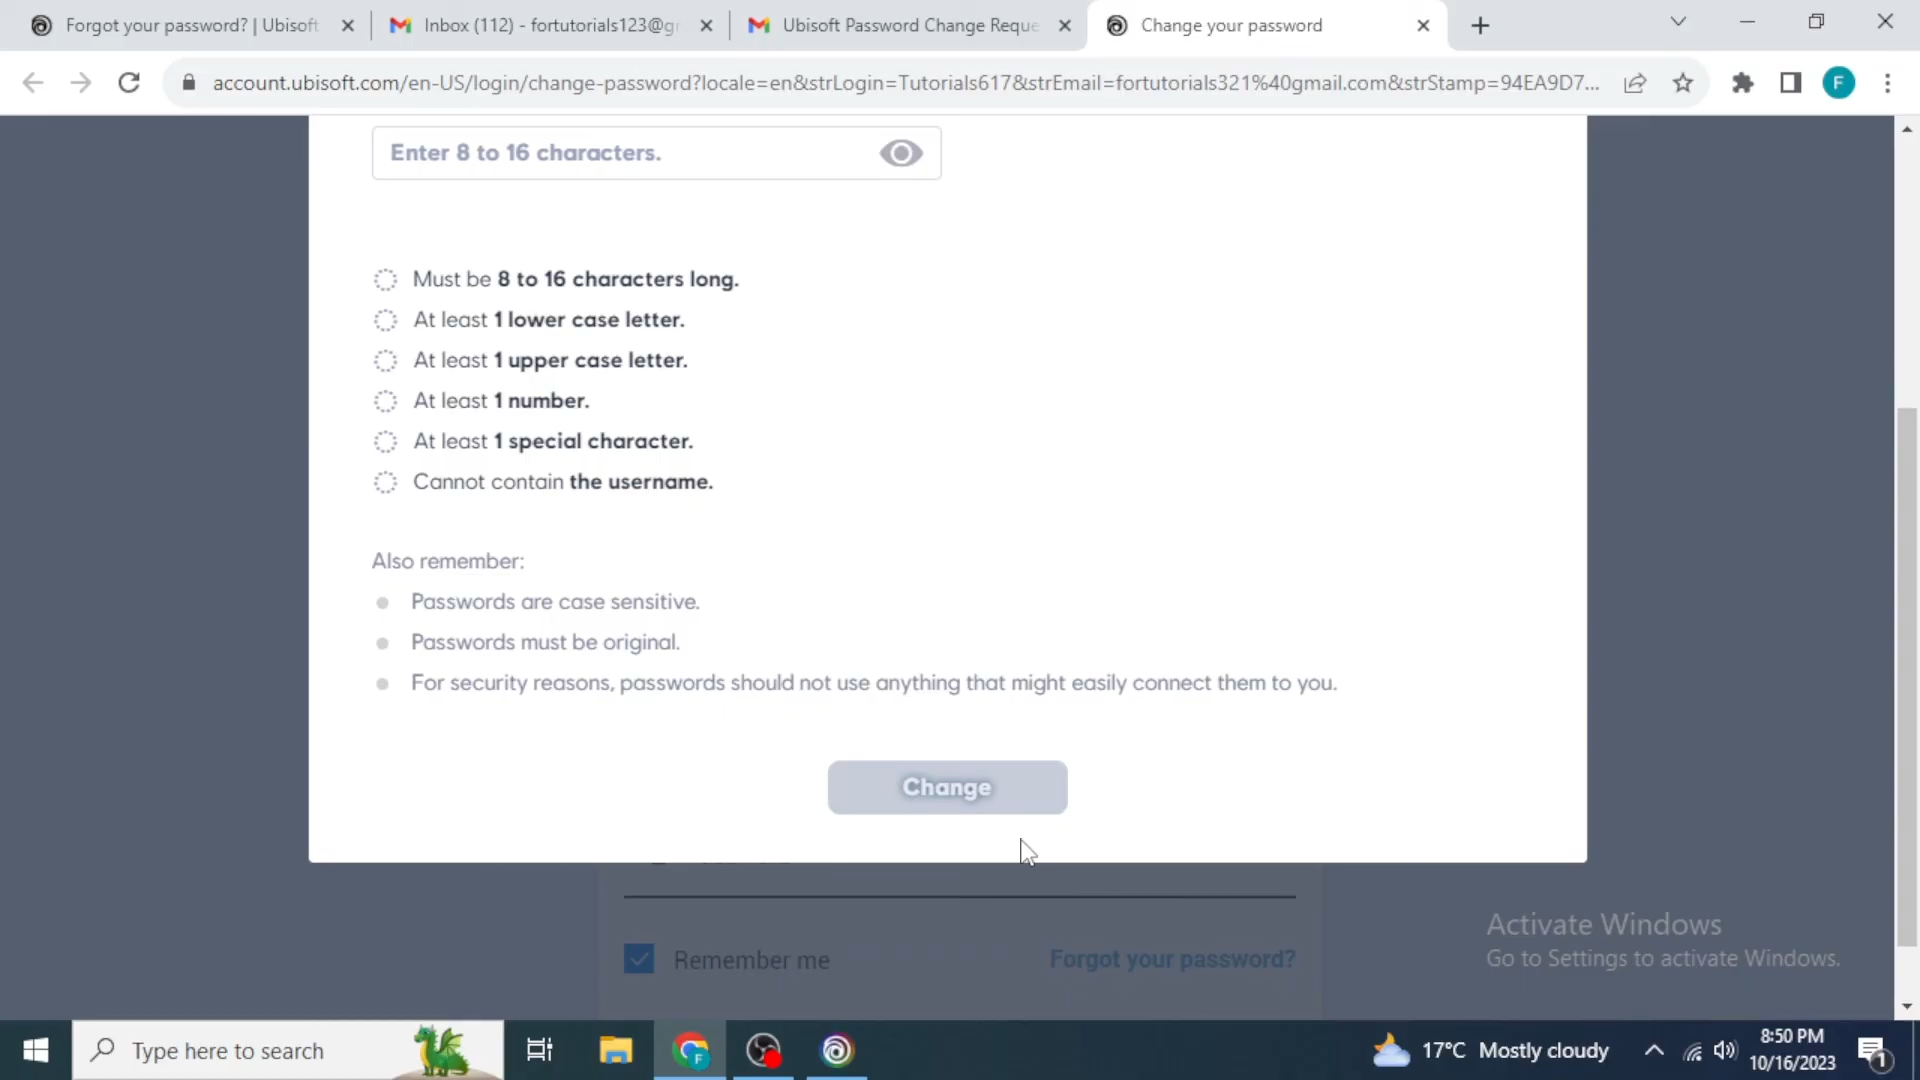 Forgot your password? | Ubisoft
Inbox (112) - fortutorials123@g
Ubisoft Password Change Reque
Change your password
account.ubisoft.com/en-US/login/change-password?locale=en&strLogin=Tutorials617&strEmail=fortutorials321%40gmail.com&strStamp=94EA9D7...
F
Enter 8 to 16 characters.
Must be 8 to 16 characters long.
At least 1 lower case letter.
At least 1 upper case letter.
At least 1 number.
At least 1 special character.
Cannot contain the username.
Also remember:
Passwords are case sensitive.
Passwords must be original.
For security reasons, passwords should not use anything that might easily connect them to you.
Change
Remember me
Forgot your password?
Activate Windows
Go to Settings to activate Windows.
Type here to search
F
17°C Mostly cloudy
8:50 PM
10/16/2023
1